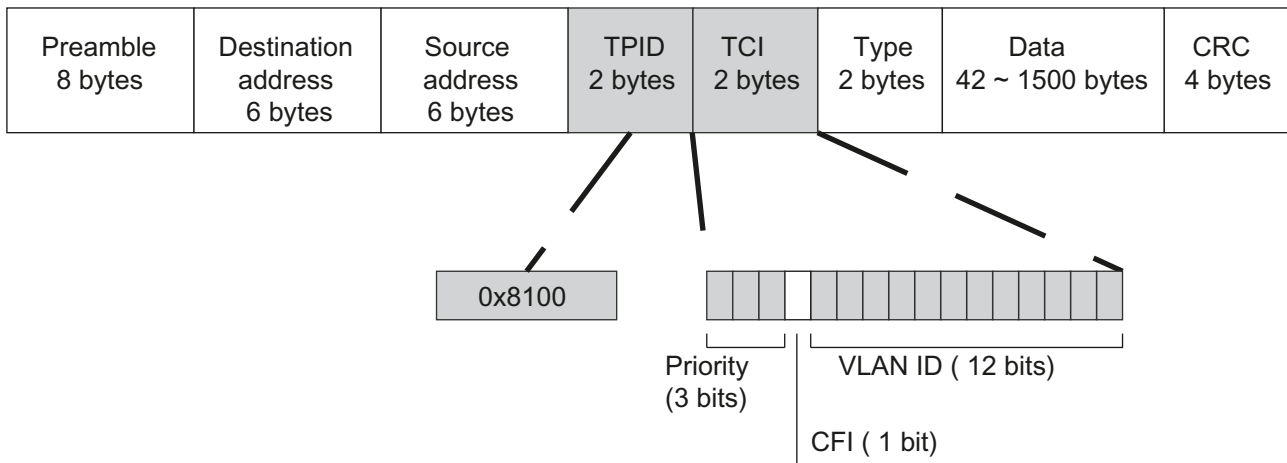 Preamble
8 bytes
Destination
address
6 bytes
Source
address
6 bytes
TPID
2 bytes
TCI
2 bytes
Type
2 bytes
Data
42 ~ 1500 bytes
CRC
4 bytes
0x8100
Priority
(3 bits)
VLAN ID ( 12 bits)
CFI ( 1 bit)